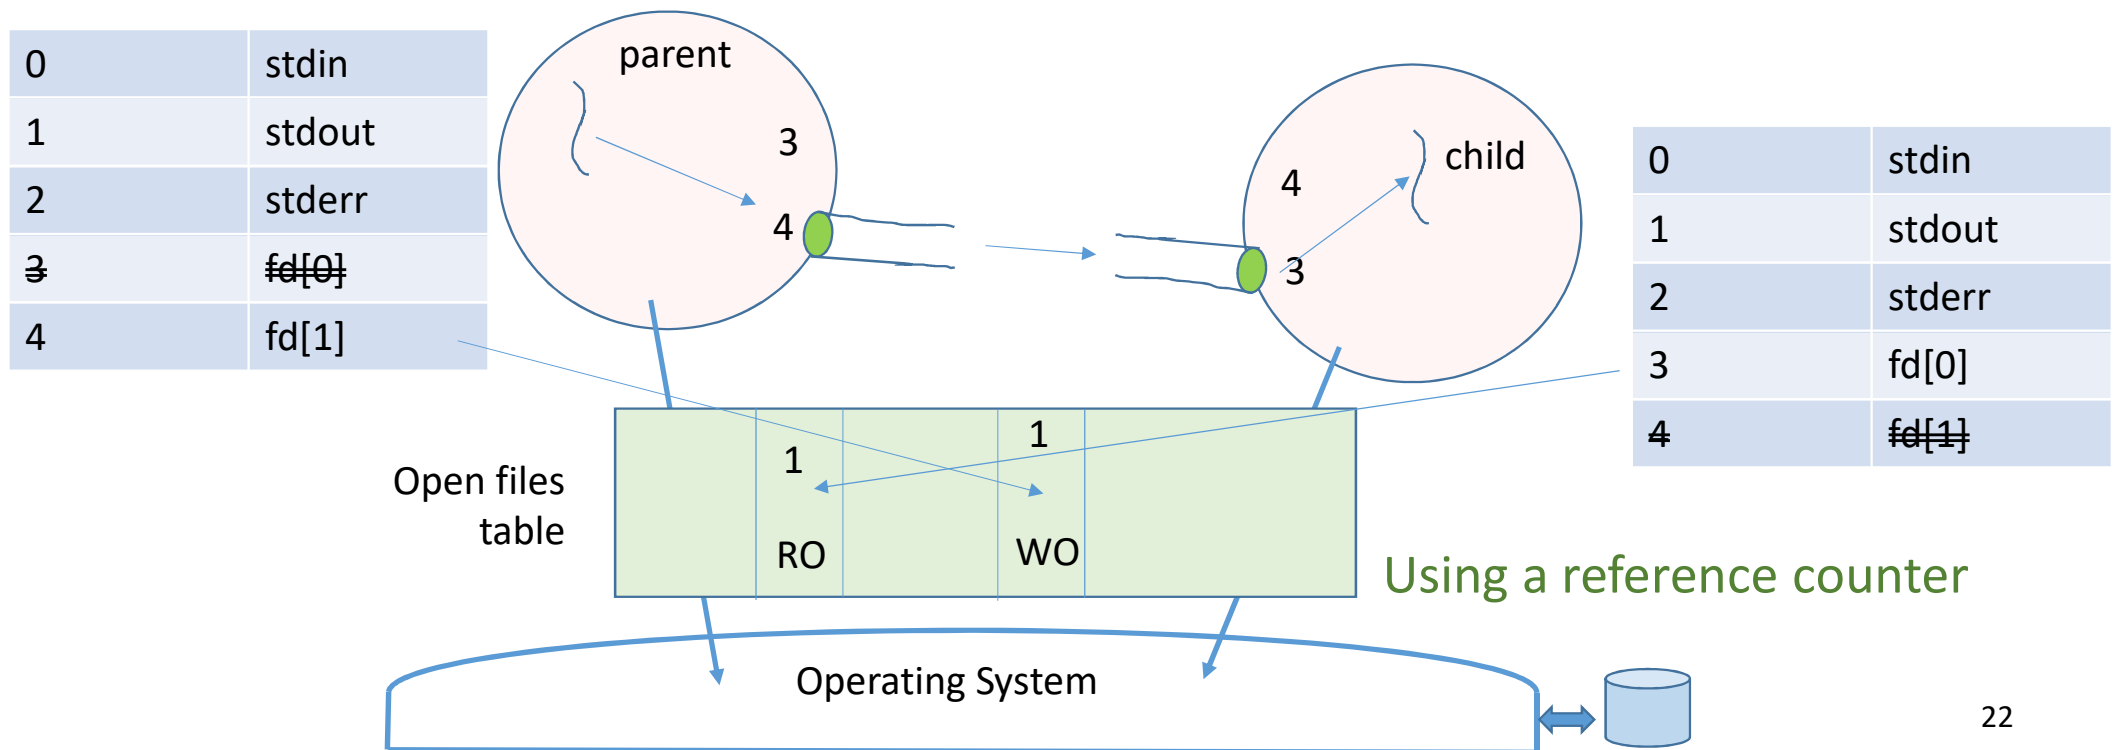 0 stdin
1 stdout
2 stderr
3 fd[0]
4 fd[1]
parent
3
4
child
4
3
0 stdin
1 stdout
2 stderr
3 fd[0]
4 fd[1]
Open files
table
1
RO
1
WO
Using a reference counter
Operating System
22